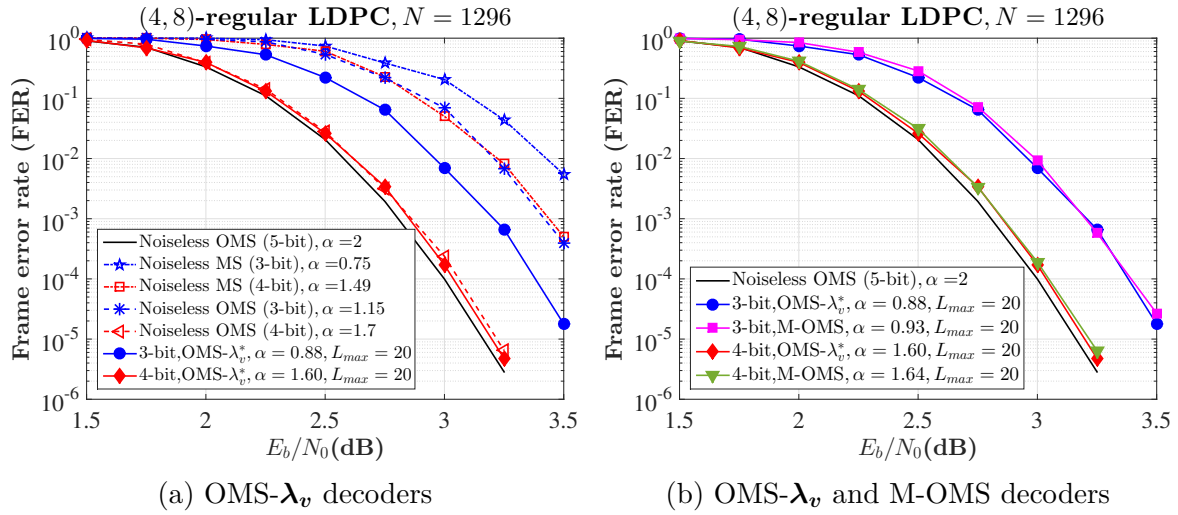 (4, 8)-regular LDPC, N = 1296
10^0
10^-1
10^-2
10^-3
10^-4
10^-5
10^-6
Frame error rate (FER)
Noiseless OMS (5-bit), α =2
Noiseless MS (3-bit), α =0.75
Noiseless MS (4-bit), α =1.49
Noiseless OMS (3-bit), α =1.15
Noiseless OMS (4-bit), α =1.7
3-bit,OMS-λ_v^*, α = 0.88, L_max = 20
4-bit,OMS-λ_v^*, α = 1.60, L_max = 20
1.5 2 2.5 3 3.5
E_b/N_0(dB)
(a) OMS-λ_v decoders
(4, 8)-regular LDPC, N = 1296
10^0
10^-1
10^-2
10^-3
10^-4
10^-5
10^-6
Frame error rate (FER)
Noiseless OMS (5-bit), α =2
3-bit,OMS-λ_v^*, α = 0.88, L_max = 20
3-bit,M-OMS, α = 0.93, L_max = 20
4-bit,OMS-λ_v^*, α = 1.60, L_max = 20
4-bit,M-OMS, α = 1.64, L_max = 20
1.5 2 2.5 3 3.5
E_b/N_0(dB)
(b) OMS-λ_v and M-OMS decoders